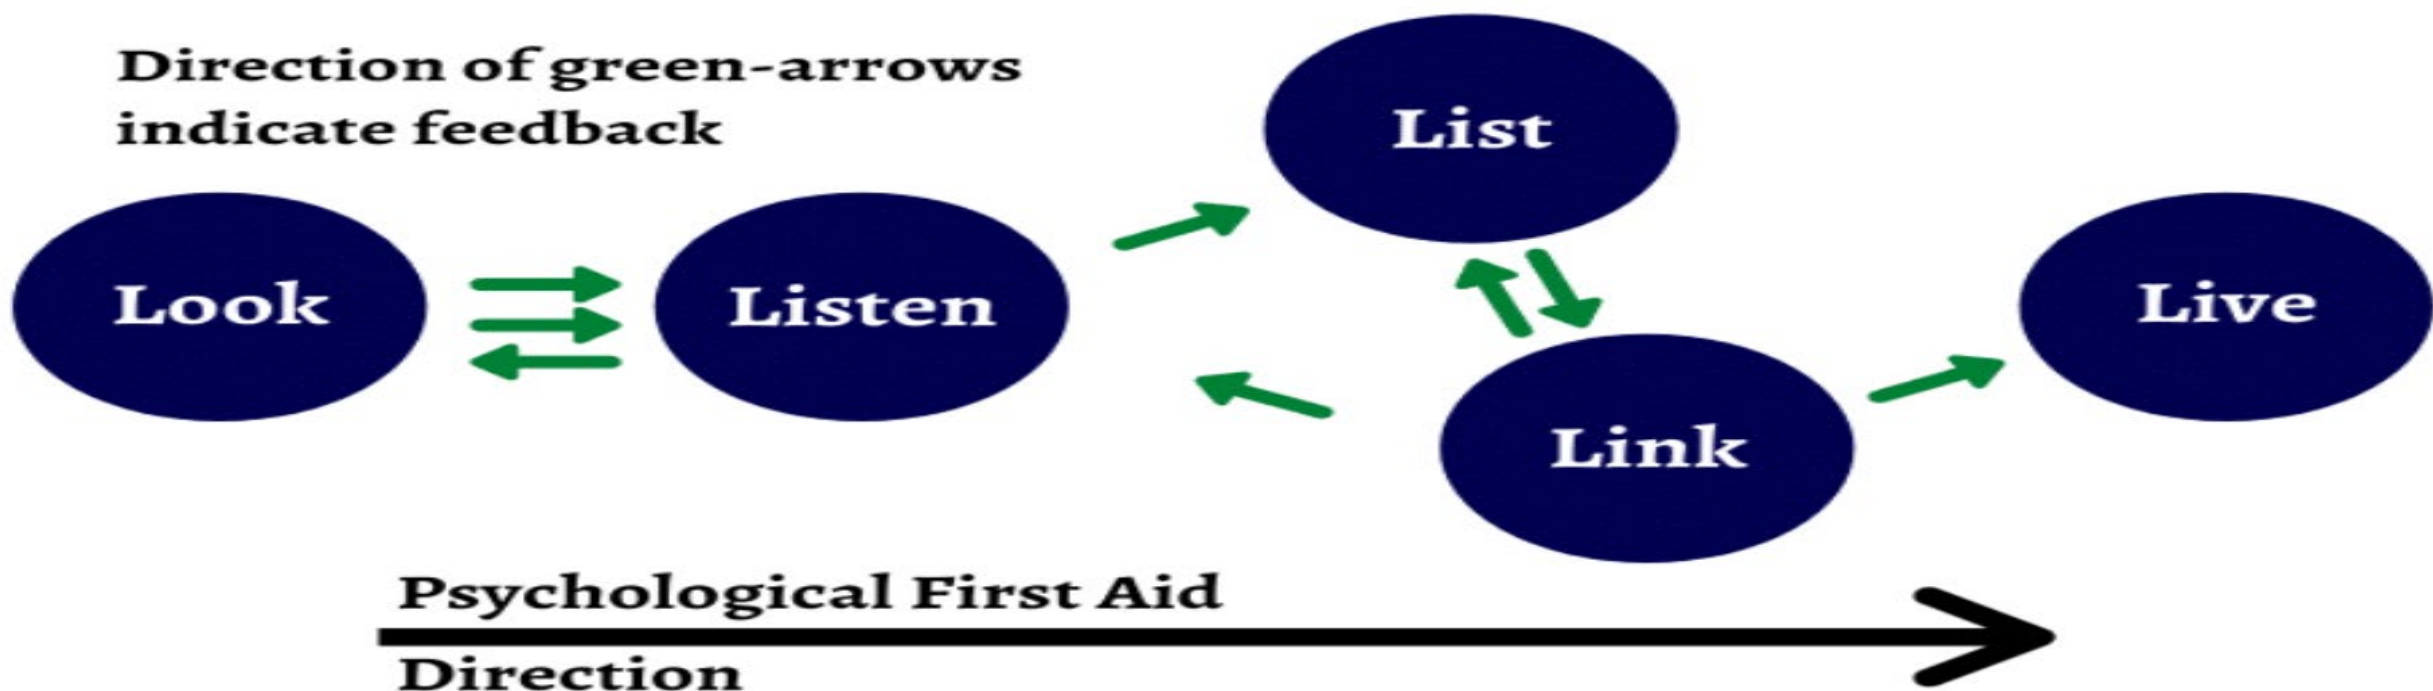 Direction of green-arrows
indicate feedback
List
Look
Listen
Live
Link
Psychological First Aid
Direction